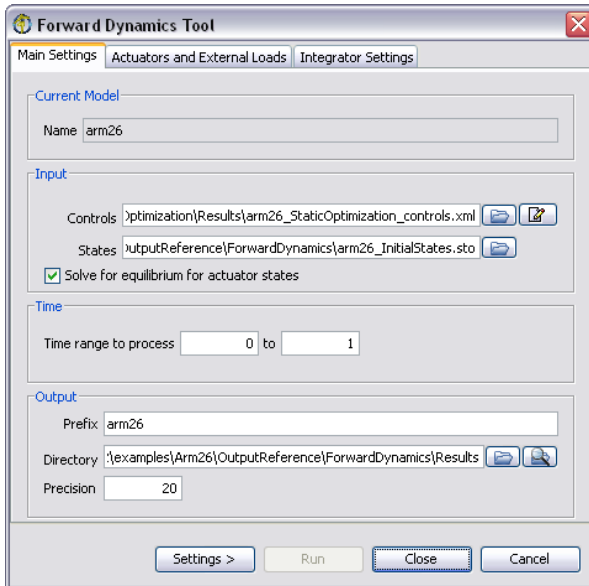 Forward Dynamics Tool
Main Settings Actuators and External Loads Integrator Settings
Current Model
Name arm26
Input
Controls ptimization\Results\arm26_StaticOptimization_controls.xml
States utputReference\ForwardDynamics\arm26_InitialStates.sto
Solve for equilibrium for actuator states
Time
Time range to process 0 to 1
Output
Prefix arm26
Directory :\examples\Arm26\OutputReference\ForwardDynamics\Results
Precision 20
Settings > Run Close Cancel